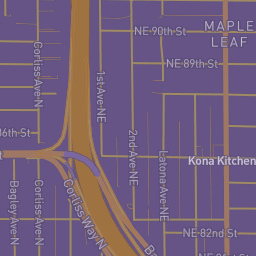 MAPLE
LEAF
NE 90th St
NE 89th St
Corliss Ave N
1st Ave NE
2nd Ave NE
Latona Ave NE
Kona Kitchen
Bagley Ave N
Corliss Ave N
Corliss Way N
NE 82nd St